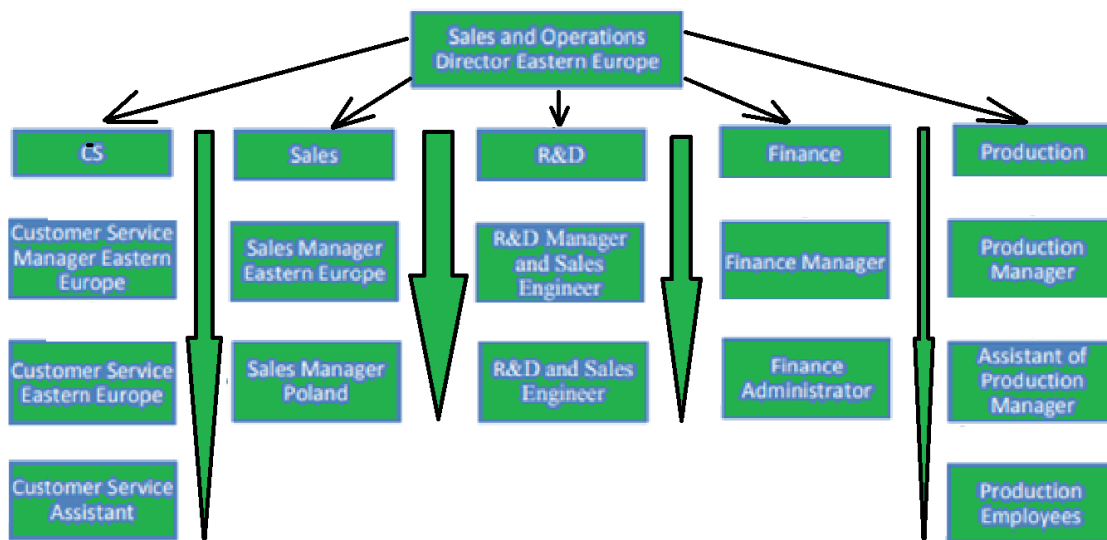 Sales and Operations
Director Eastern Europe
CS
Sales
R&D
Finance
Production
Customer Service
Manager Eastern
Europe
Sales Manager
Eastern Europe
R&D Manager
and Sales
Engineer
Finance Manager
Production
Manager
Customer Service
Eastern Europe
Sales Manager
Poland
R&D and Sales
Engineer
Finance
Administrator
Assistant of
Production
Manager
Customer Service
Assistant
Production
Employees